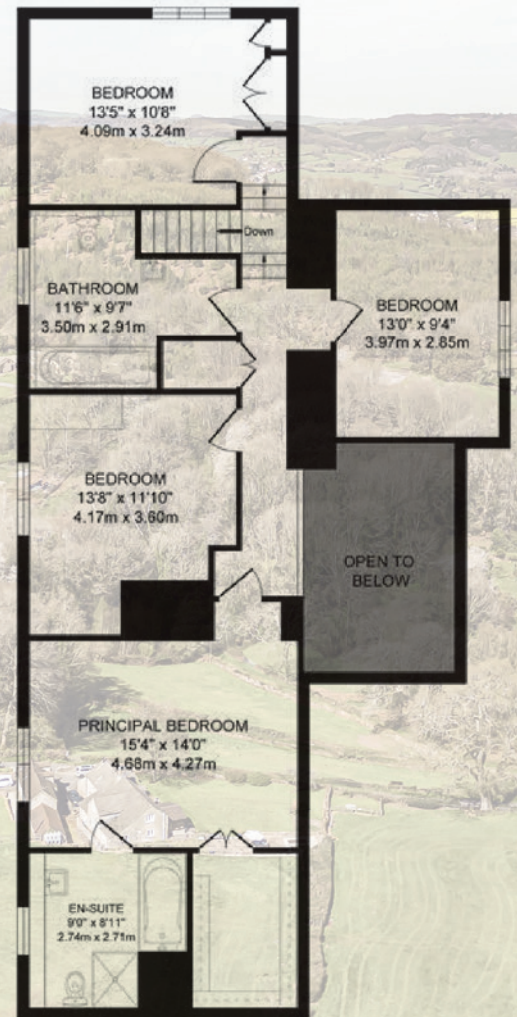 BEDROOM
13'5" x 10'8"
4.09m x 3.24m
Down
BATHROOM
11'6" x 9'7"
3.50m x 2.91m
BEDROOM
13'0" x 9'4"
3.97m x 2.85m
BEDROOM
13'8" x 11'10"
4.17m x 3.60m
OPEN TO
BELOW
PRINCIPAL BEDROOM
15'4" x 14'0"
4.68m x 4.27m
EN-SUITE
9'0" x 8'11"
2.74m x 2.71m